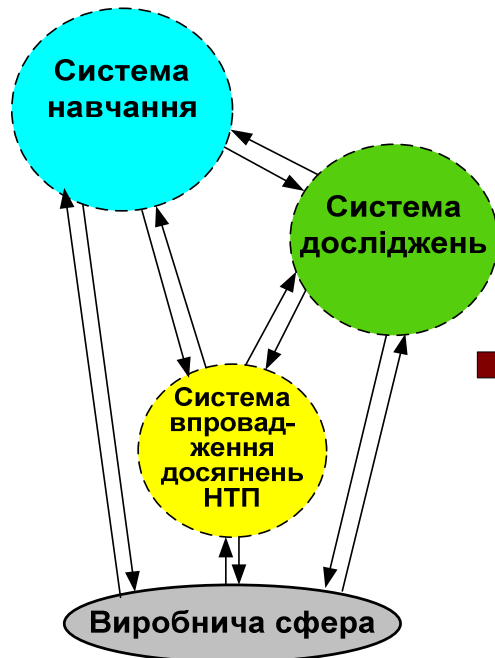 Система
навчання
Система
досліджень
Система
впровад-
ження
досягнень
НТП
Виробнича сфера